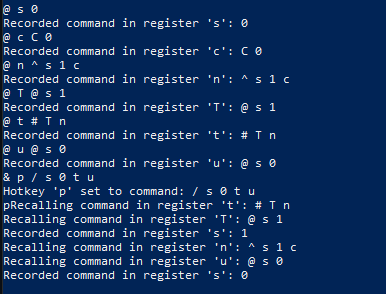 @ s 0
Recorded command in register 's': 0
@ c C 0
Recorded command in register 'c': C 0
@ n ^ s 1 c
Recorded command in register 'n': ^ s 1 c
@ T @ s 1
Recorded command in register 'T': @ s 1
@ t # T n
Recorded command in register 't': # T n
@ u @ s 0
Recorded command in register 'u': @ s 0
& p / s 0 t u
Hotkey 'p' set to command: / s 0 t u
pRecalling command in register 't': # T n
Recalling command in register 'T': @ s 1
Recorded command in register 's': 1
Recalling command in register 'n': ^ s 1 c
Recalling command in register 'u': @ s 0
Recorded command in register 's': 0